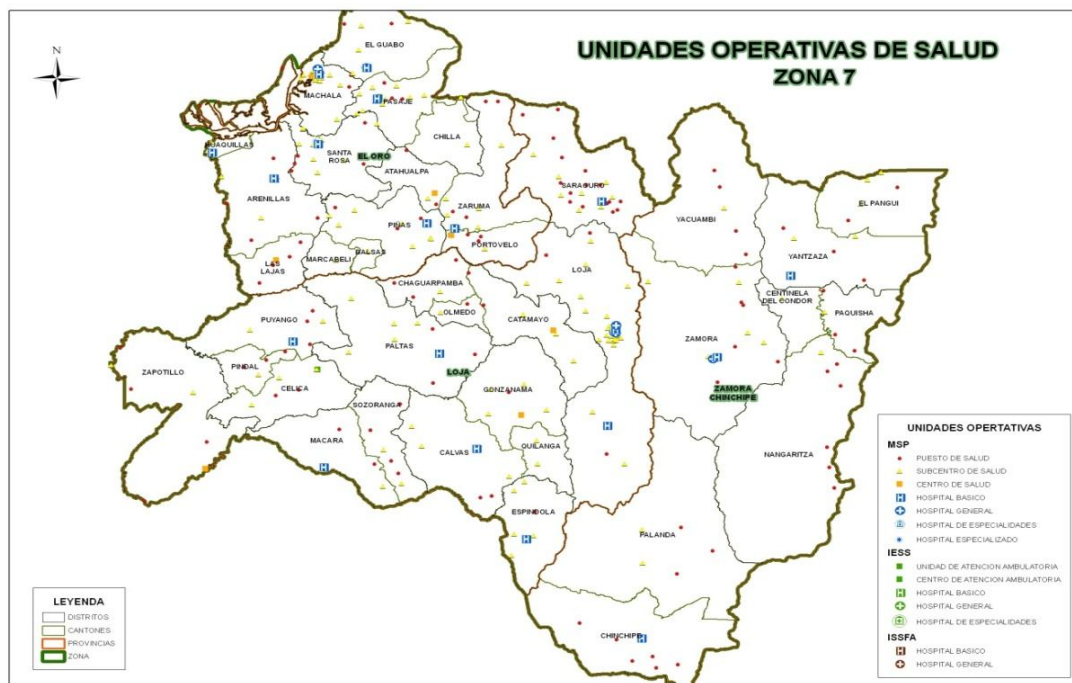 UNIDADES OPERATIVAS DE SALUD
ZONA 7
N
EL GUABO
MACHALA
PASAJE
HUAQUILLAS
SANTA
ROSA
EL ORO
CHILLA
ATAHUALPA
SARAGURO
ARENILLAS
ZARUMA
PIÑAS
PORTOVELO
YACUAMBI
EL PANGUI
LAS
LAJAS
MARCABELI
BALSAS
LOJA
YANTZAZA
CHAGUARPAMBA
CENTINELA
DEL CONDOR
PAQUISHA
OLMEDO
PUYANGO
CATAMAYO
ZAMORA
PALTAS
ZAPOTILLO
PINDAL
LOJA
CELICA
GONZANAMA
ZAMORA
CHINCHIPE
SOZORANGA
MACARA
CALVAS
QUILANGA
NANGARITZA
ESPINDOLA
PALANDA
CHINCHIPE
LEYENDA
DISTRITOS
CANTONES
PROVINCIAS
ZONA
UNIDADES OPERTATIVAS
MSP
PUESTO DE SALUD
SUBCENTRO DE SALUD
CENTRO DE SALUD
HOSPITAL BASICO
HOSPITAL GENERAL
HOSPITAL DE ESPECIALIDADES
HOSPITAL ESPECIALIZADO
IESS
UNIDAD DE ATENCION AMBULATORIA
CENTRO DE ATENCION AMBULATORIA
HOSPITAL BASICO
HOSPITAL GENERAL
HOSPITAL DE ESPECIALIDADES
ISSFA
HOSPITAL BASICO
HOSPITAL GENERAL